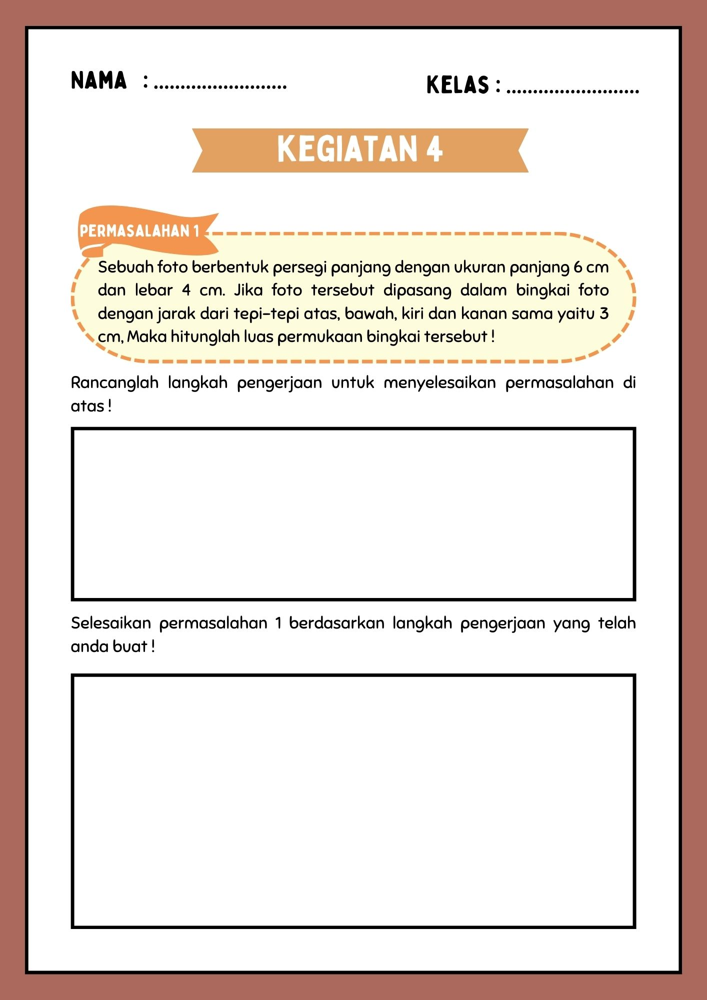 NAMA : .........................
KELAS : .........................
KEGIATAN 4
PERMASALAHAN 1
Sebuah foto berbentuk persegi panjang dengan ukuran panjang 6 cm
dan lebar 4 cm. Jika foto tersebut dipasang dalam bingkai foto
dengan jarak dari tepi-tepi atas, bawah, kiri dan kanan sama yaitu 3
cm, Maka hitunglah luas permukaan bingkai tersebut !
Rancanglah langkah pengerjaan untuk menyelesaikan permasalahan di
atas !
Selesaikan permasalahan 1 berdasarkan langkah pengerjaan yang telah
anda buat !